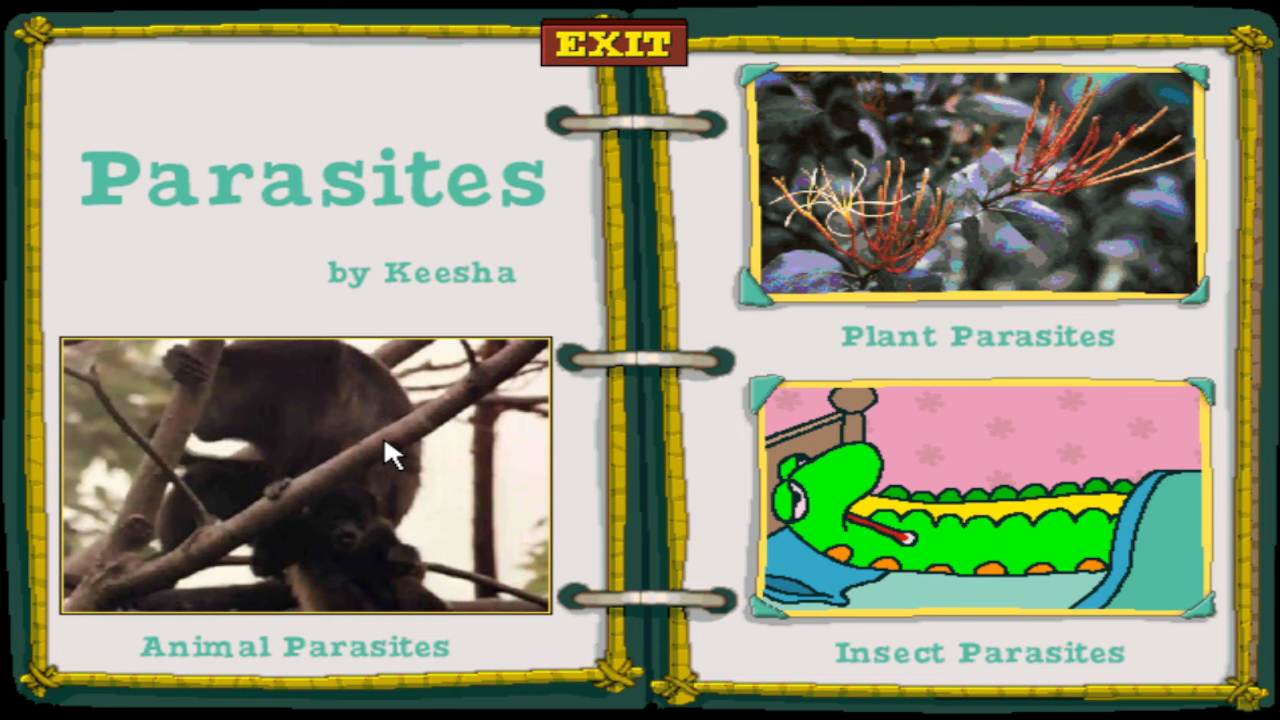 EXIT
Parasites
by Keesha
Animal Parasites
Plant Parasites
Insect Parasites